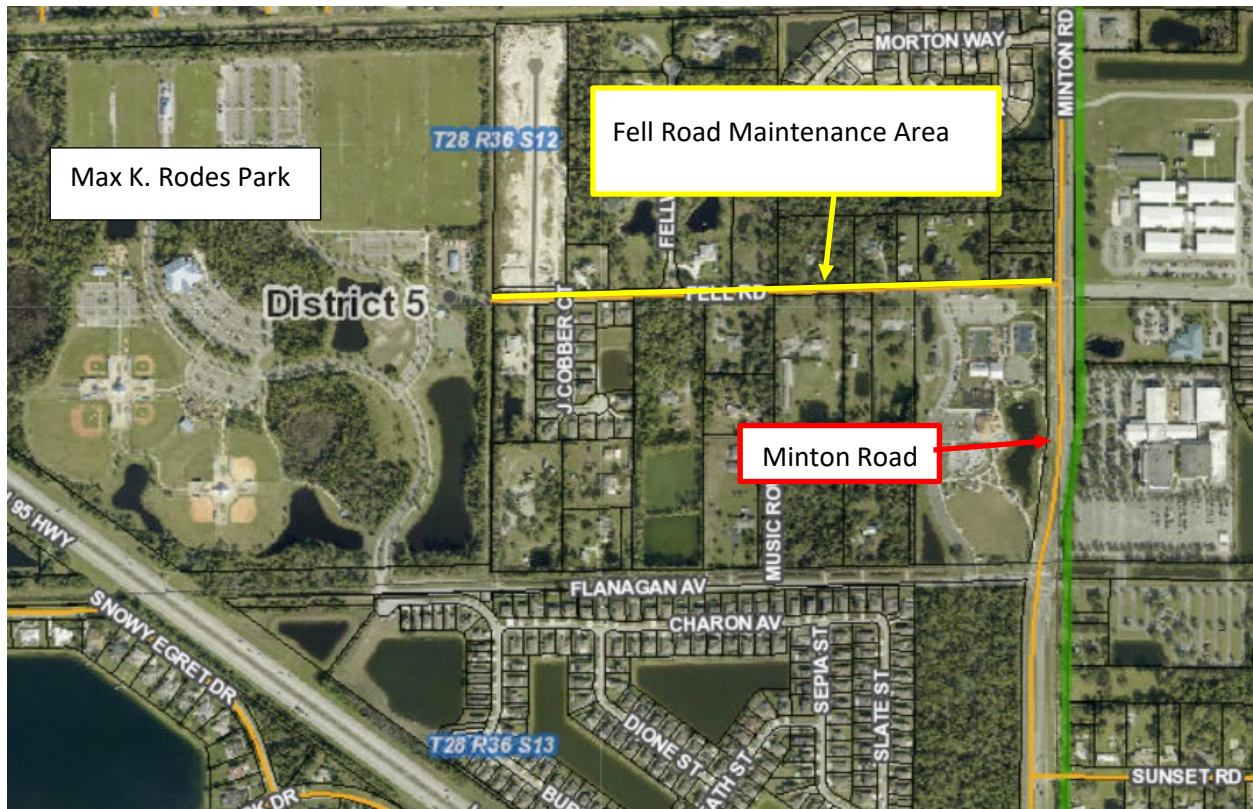 MORTON WAY
MINTON RD
Fell Road Maintenance Area
T28 R36 S12
Max K. Rodes Park
FELL RD
District 5
J.COBBER CT
Minton Road
MUSIC RO
95 HWY
FLANAGAN AV
SNOWY EGRET DR
CHARON AV
SEPIA ST
SLATE ST
DIONE ST
T28 R36 S13
SUNSET RD